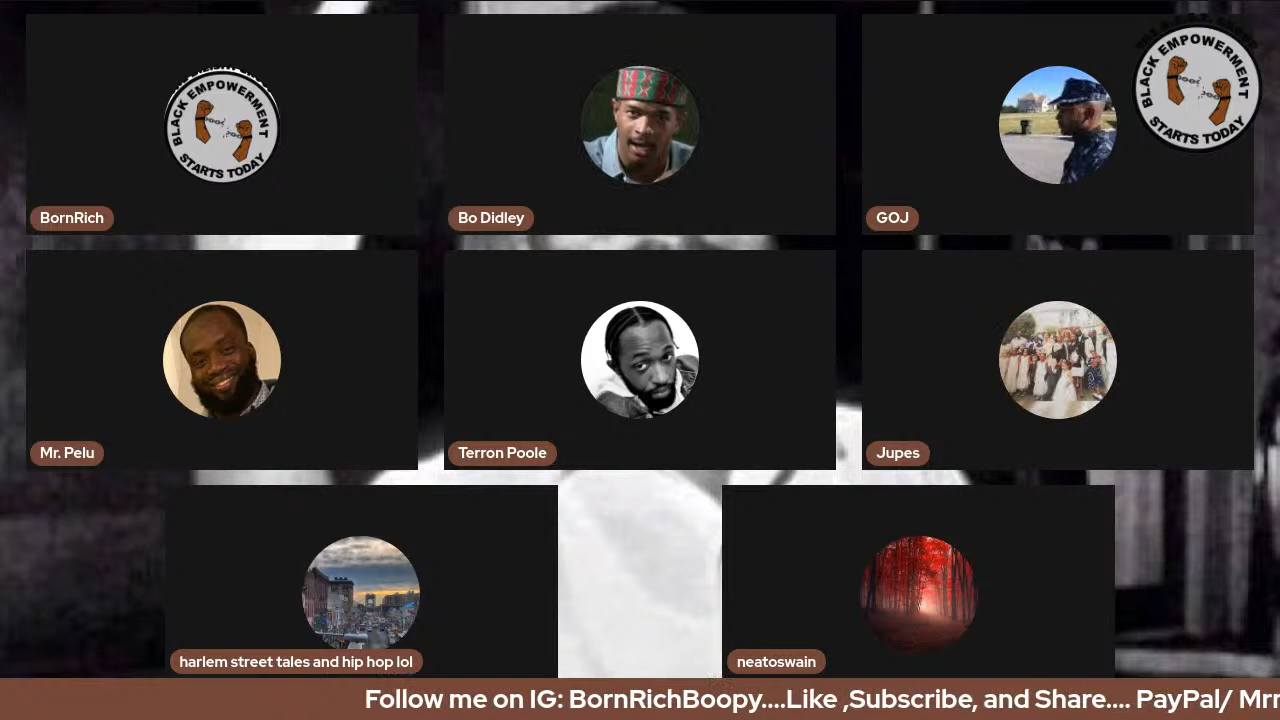 BLACK EMPOWERMENT
STARTS TODAY
BornRich
Bo Didley
BLACK EMPOWERMENT
STARTS TODAY
GOJ
Mr. Pelu
Terron Poole
Jupes
harlem street tales and hip hop lol
neatoswain
Follow me on IG: BornRichBoopy....Like ,Subscribe, and Share.... PayPal/ Mrr